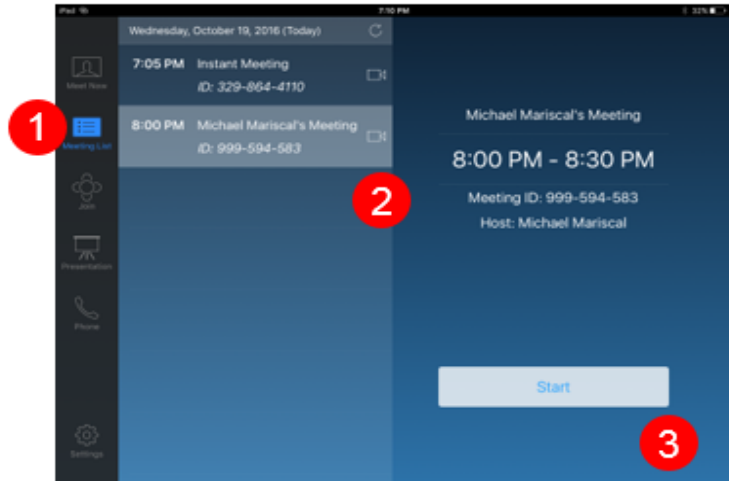 iPad
7:10 PM
32%
Wednesday, October 19, 2016 (Today)
Meet Now
7:05 PM Instant Meeting
ID: 329-864-4110
1
Meeting List
8:00 PM Michael Mariscal's Meeting
ID: 999-594-583
2
Join
Presentation
Phone
Settings
Michael Mariscal's Meeting
8:00 PM - 8:30 PM
Meeting ID: 999-594-583
Host: Michael Mariscal
Start
3